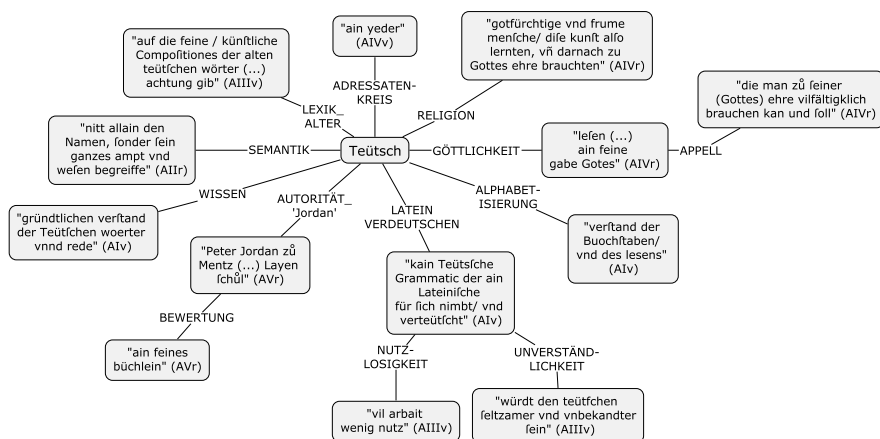 "auf die feine / künſtliche
Compoſitiones der alten
teütſchen wörter (...)
achtung gib" (AIIIv)
"ain yeder"
(AIVv)
"gotfürchtige vnd frume
menſche/ diſe kunſt alſo
lernten, vñ darnach zu
Gottes ehre brauchten" (AIVr)
"die man zů ſeiner
(Gottes) ehre vilfältigklich
brauchen kan und ſoll" (AIVr)
LEXIK_
ALTER
ADRESSATEN-
KREIS
RELIGION
"nitt allain den
Namen, ſonder ſein
ganzes ampt vnd
weſen begreiffe" (AIIr)
SEMANTIK
Teütsch
GÖTTLICHKEIT
"leſen (...)
ain feine
gabe Gotes" (AIVr)
APPELL
WISSEN
"gründtlichen verſtand
der Teütſchen woerter
vnnd rede" (AIv)
AUTORITÄT_
'Jordan'
LATEIN
VERDEUTSCHEN
ALPHABET-
ISIERUNG
"verſtand der
Buochſtaben/
vnd des lesens"
(AIv)
"Peter Jordan zů
Mentz (...) Layen
ſchůl" (AVr)
"kain Teütsſche
Grammatic der ain
Lateiniſche
für ſich nimbt/ vnd
verteütſcht" (AIv)
BEWERTUNG
"ain feines
büchlein" (AVr)
NUTZ-
LOSIGKEIT
UNVERSTÄND-
LICHKEIT
"vil arbait
wenig nutz" (AIIIv)
"würdt den teütfchen
ſeltzamer vnd vnbekandter
ſein" (AIIIv)